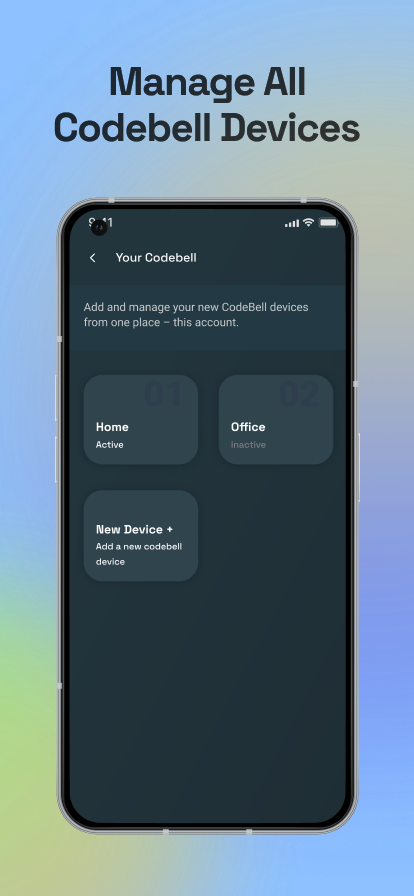 Manage All
Codebell Devices
9:41
Your Codebell
Add and manage your new CodeBell devices
from one place – this account.
01
02
Home
Office
Active
Inactive
New Device +
Add a new codebell
device